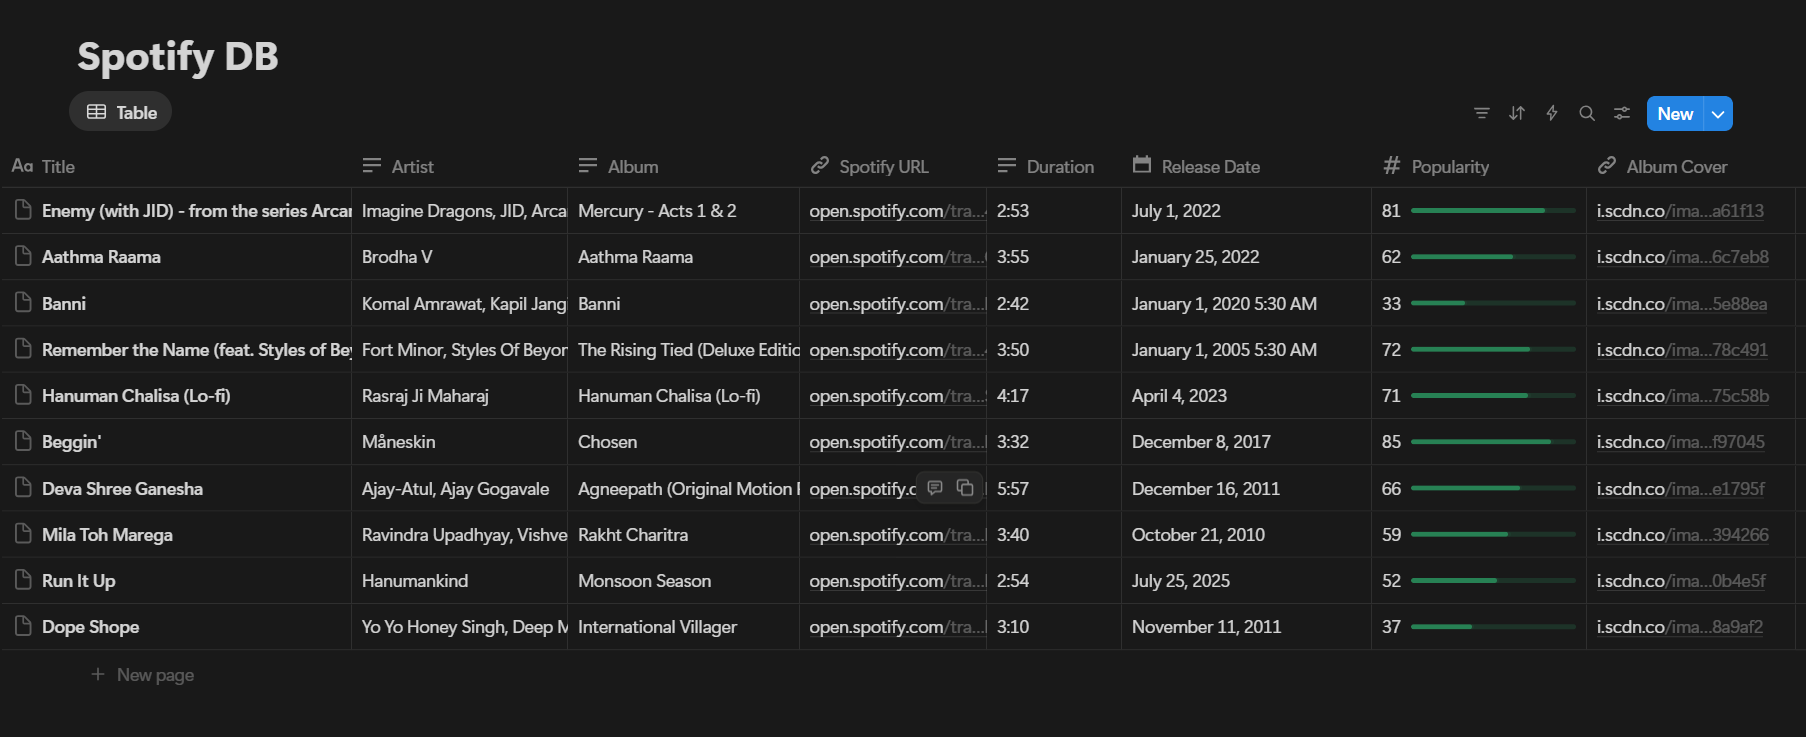 Spotify DB
Table
New
Aa Title Artist Album Spotify URL Duration Release Date # Popularity Album Cover
Enemy (with JID) - from the series Arcan Imagine Dragons, JID, Arca Mercury - Acts 1 & 2 open.spotify.com/tra... 2:53 July 1, 2022 81 i.scdn.co/ima...a61f13
Aathma Raama Brodha V Aathma Raama open.spotify.com/tra... 3:55 January 25, 2022 62 i.scdn.co/ima...6c7eb8
Banni Komal Amrawat, Kapil Jangi Banni open.spotify.com/tra... 2:42 January 1, 2020 5:30 AM 33 i.scdn.co/ima...5e88ea
Remember the Name (feat. Styles of Bey Fort Minor, Styles Of Beyon The Rising Tied (Deluxe Editio open.spotify.com/tra... 3:50 January 1, 2005 5:30 AM 72 i.scdn.co/ima...78c491
Hanuman Chalisa (Lo-fi) Rasraj Ji Maharaj Hanuman Chalisa (Lo-fi) open.spotify.com/tra... 4:17 April 4, 2023 71 i.scdn.co/ima...75c58b
Beggin' Måneskin Chosen open.spotify.com/tra... 3:32 December 8, 2017 85 i.scdn.co/ima...f97045
Deva Shree Ganesha Ajay-Atul, Ajay Gogavale Agneepath (Original Motion P open.spotify.c 5:57 December 16, 2011 66 i.scdn.co/ima...e1795f
Mila Toh Marega Ravindra Upadhyay, Vishve Rakht Charitra open.spotify.com/tra... 3:40 October 21, 2010 59 i.scdn.co/ima...394266
Run It Up Hanumankind Monsoon Season open.spotify.com/tra... 2:54 July 25, 2025 52 i.scdn.co/ima...0b4e5f
Dope Shope Yo Yo Honey Singh, Deep M International Villager open.spotify.com/tra... 3:10 November 11, 2011 37 i.scdn.co/ima...8a9af2
+ New page